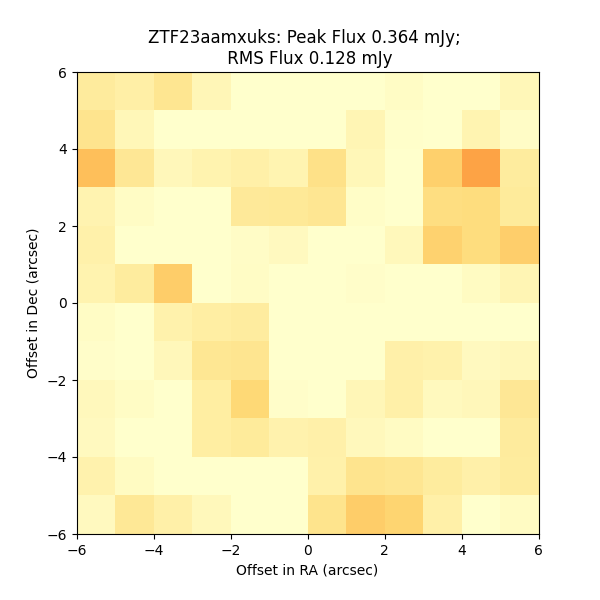 ZTF23aamxuks: Peak Flux 0.364 mJy;
RMS Flux 0.128 mJy
6
4
2
0
−2
−4
−6
Offset in Dec (arcsec)
−6 −4 −2 0 2 4 6
Offset in RA (arcsec)